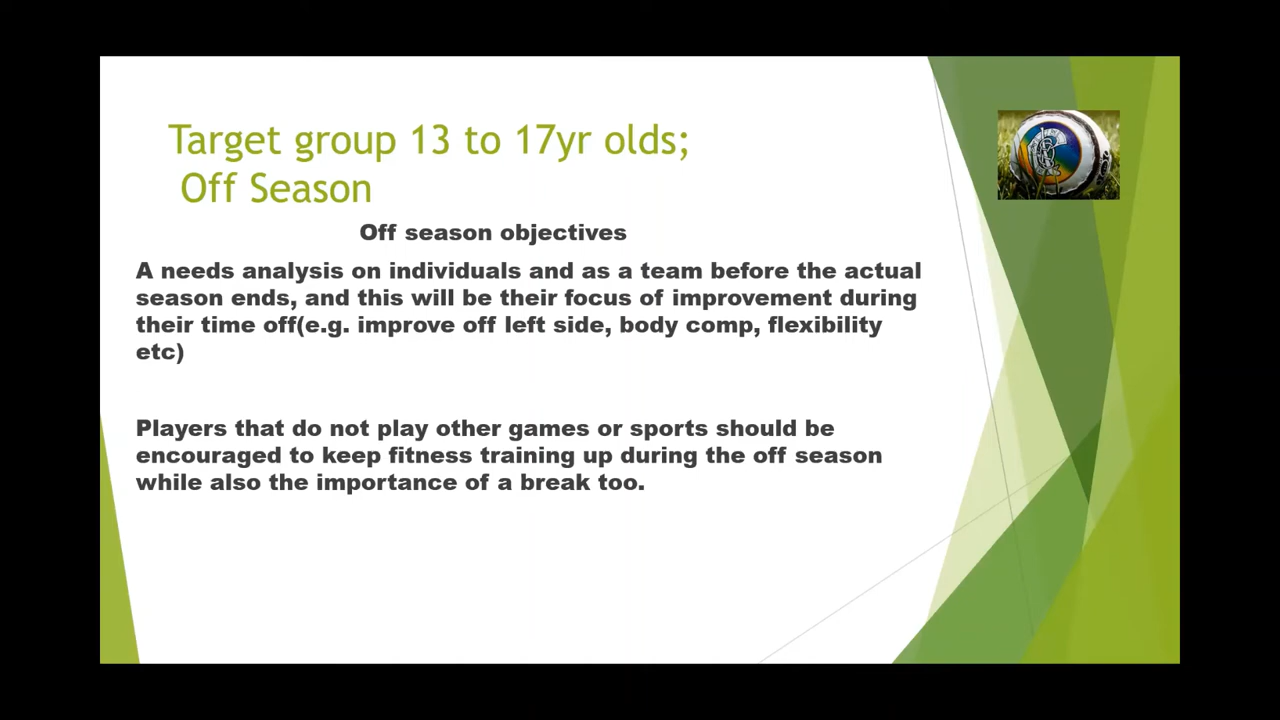 Target group 13 to 17yr olds;
Off Season
Off season objectives
A needs analysis on individuals and as a team before the actual
season ends, and this will be their focus of improvement during
their time off(e.g. improve off left side, body comp, flexibility
etc)
Players that do not play other games or sports should be
encouraged to keep fitness training up during the off season
while also the importance of a break too.